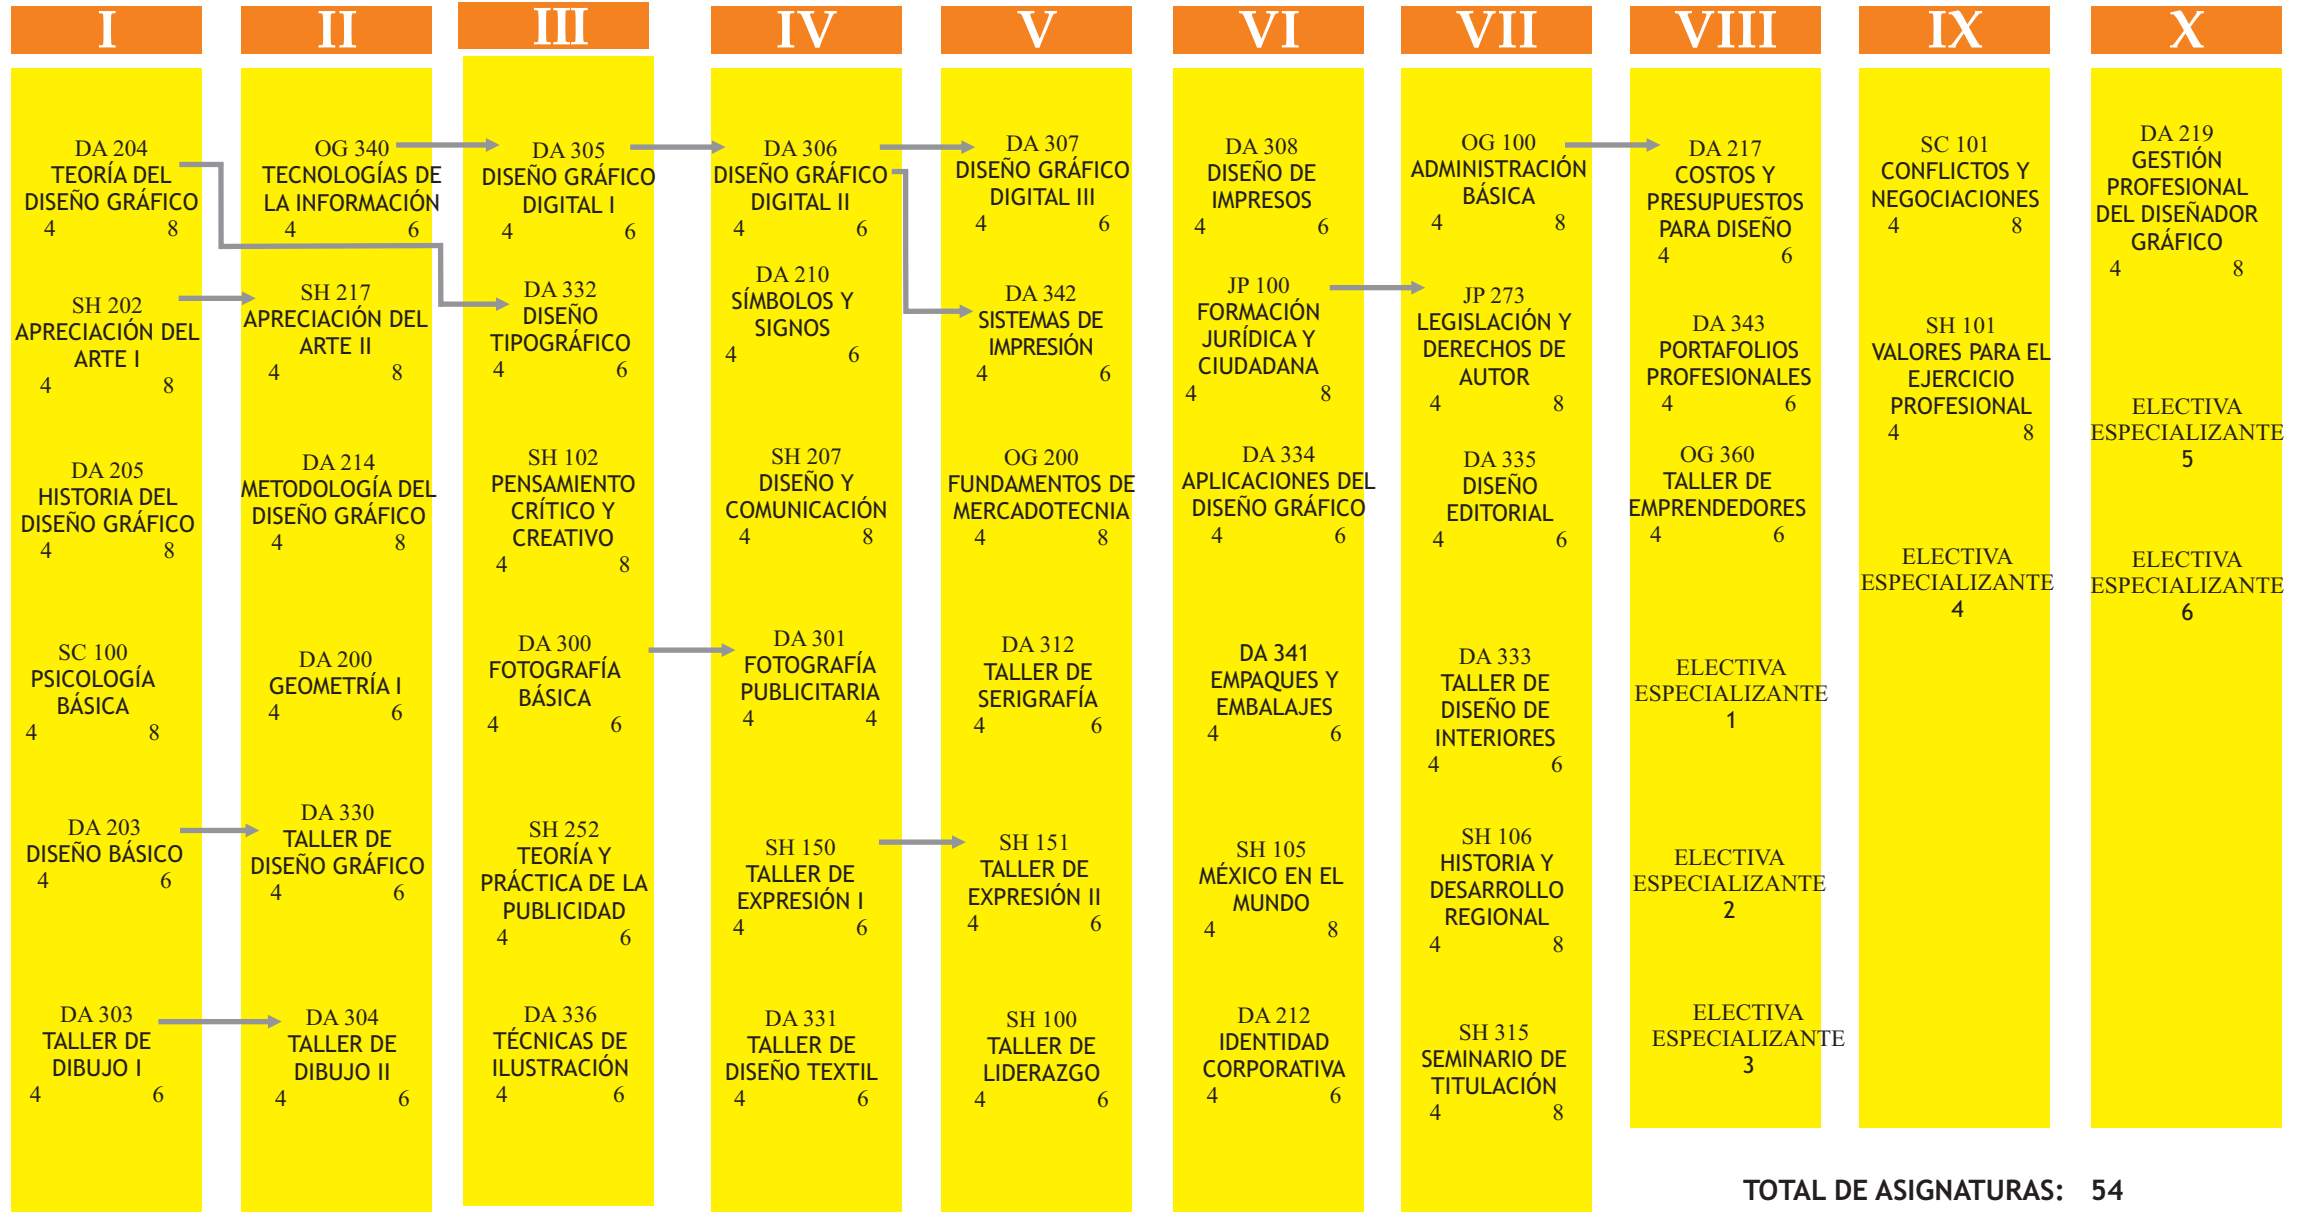 I
DA 204
TEORÍA DEL
DISEÑO GRÁFICO
4 8
SH 202
APRECIACIÓN DEL
ARTE I
4 8
DA 205
HISTORIA DEL
DISEÑO GRÁFICO
4 8
SC 100
PSICOLOGÍA
BÁSICA
4 8
DA 203
DISEÑO BÁSICO
4 6
DA 303
TALLER DE
DIBUJO I
4 6
II
OG 340
TECNOLOGÍAS DE
LA INFORMACIÓN
4 6
SH 217
APRECIACIÓN DEL
ARTE II
4 8
DA 214
METODOLOGÍA DEL
DISEÑO GRÁFICO
4 8
DA 200
GEOMETRÍA I
4 6
DA 330
TALLER DE
DISEÑO GRÁFICO
4 6
DA 304
TALLER DE
DIBUJO II
4 6
III
DA 305
DISEÑO GRÁFICO
DIGITAL I
4 6
DA 332
DISEÑO
TIPOGRÁFICO
4 6
SH 102
PENSAMIENTO
CRÍTICO Y
CREATIVO
4 8
DA 300
FOTOGRAFÍA
BÁSICA
4 6
SH 252
TEORÍA Y
PRÁCTICA DE LA
PUBLICIDAD
4 6
DA 336
TÉCNICAS DE
ILUSTRACIÓN
4 6
IV
DA 306
DISEÑO GRÁFICO
DIGITAL II
4 6
DA 210
SÍMBOLOS Y
SIGNOS
4 6
SH 207
DISEÑO Y
COMUNICACIÓN
4 8
DA 301
FOTOGRAFÍA
PUBLICITARIA
4 4
SH 150
TALLER DE
EXPRESIÓN I
4 6
DA 331
TALLER DE
DISEÑO TEXTIL
4 6
V
DA 307
DISEÑO GRÁFICO
DIGITAL III
4 6
DA 342
SISTEMAS DE
IMPRESIÓN
4 6
OG 200
FUNDAMENTOS DE
MERCADOTECNIA
4 8
DA 312
TALLER DE
SERIGRAFÍA
4 6
SH 151
TALLER DE
EXPRESIÓN II
4 6
SH 100
TALLER DE
LIDERAZGO
4 6
VI
DA 308
DISEÑO DE
IMPRESOS
4 6
JP 100
FORMACIÓN
JURÍDICA Y
CIUDADANA
4 8
DA 334
APLICACIONES DEL
DISEÑO GRÁFICO
4 6
DA 341
EMPAQUES Y
EMBALAJES
4 6
SH 105
MÉXICO EN EL
MUNDO
4 8
DA 212
IDENTIDAD
CORPORATIVA
4 6
VII
OG 100
ADMINISTRACIÓN
BÁSICA
4 8
JP 273
LEGISLACIÓN Y
DERECHOS DE
AUTOR
4 8
DA 335
DISEÑO
EDITORIAL
4 6
DA 333
TALLER DE
DISEÑO DE
INTERIORES
4 6
SH 106
HISTORIA Y
DESARROLLO
REGIONAL
4 8
SH 315
SEMINARIO DE
TITULACIÓN
4 8
VIII
DA 217
COSTOS Y
PRESUPUESTOS
PARA DISEÑO
4 6
DA 343
PORTAFOLIOS
PROFESIONALES
4 6
OG 360
TALLER DE
EMPRENDEDORES
4 6
ELECTIVA
ESPECIALIZANTE
1
ELECTIVA
ESPECIALIZANTE
2
ELECTIVA
ESPECIALIZANTE
3
IX
SC 101
CONFLICTOS Y
NEGOCIACIONES
4 8
SH 101
VALORES PARA EL
EJERCICIO
PROFESIONAL
4 8
ELECTIVA
ESPECIALIZANTE
4
X
DA 219
GESTIÓN
PROFESIONAL
DEL DISEÑADOR
GRÁFICO
4 8
ELECTIVA
ESPECIALIZANTE
5
ELECTIVA
ESPECIALIZANTE
6
TOTAL DE ASIGNATURAS: 54